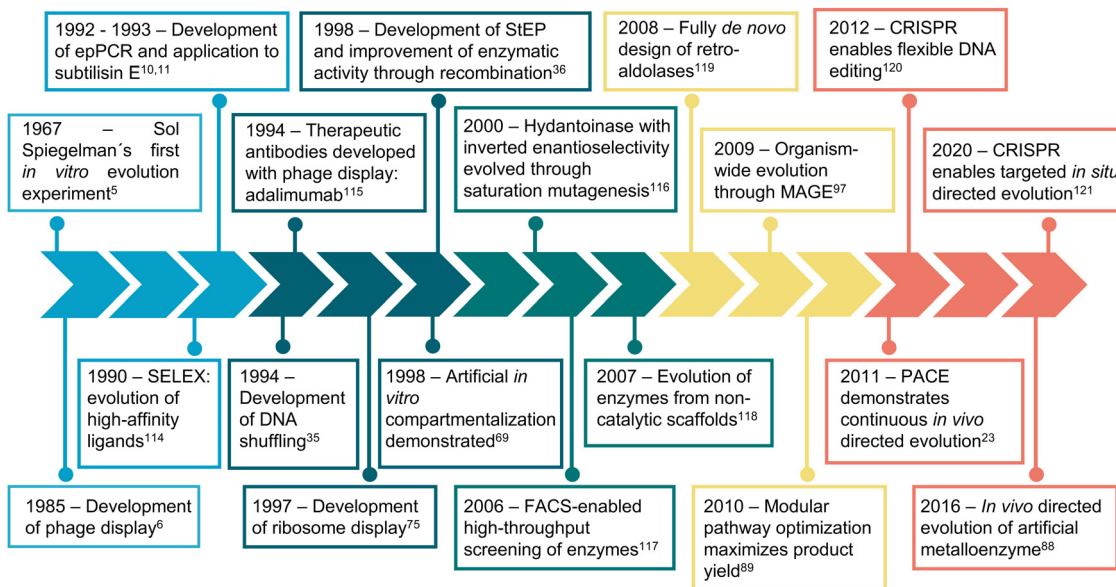 1992 - 1993 – Development
of epPCR and application to
subtilisin E10,11
1998 – Development of StEP
and improvement of enzymatic
activity through recombination36
2008 – Fully de novo
design of retro-
aldolases119
2012 – CRISPR
enables flexible DNA
editing120
1967 – Sol
Spiegelman´s first
in vitro evolution
experiment5
1994 – Therapeutic
antibodies developed
with phage display:
adalimumab115
2000 – Hydantoinase with
inverted enantioselectivity
evolved through
saturation mutagenesis116
2009 – Organism-
wide evolution
through MAGE97
2020 – CRISPR
enables targeted in situ
directed evolution121
1990 – SELEX:
evolution of
high-affinity
ligands114
1994 –
Development
of DNA
shuffling35
1998 – Artificial in
vitro
compartmentalization
demonstrated69
2007 – Evolution of
enzymes from non-
catalytic scaffolds118
2011 – PACE
demonstrates
continuous in vivo
directed evolution23
1985 – Development
of phage display6
1997 – Development
of ribosome display75
2006 – FACS-enabled
high-throughput
screening of enzymes117
2010 – Modular
pathway optimization
maximizes product
yield89
2016 – In vivo directed
evolution of artificial
metalloenzyme88